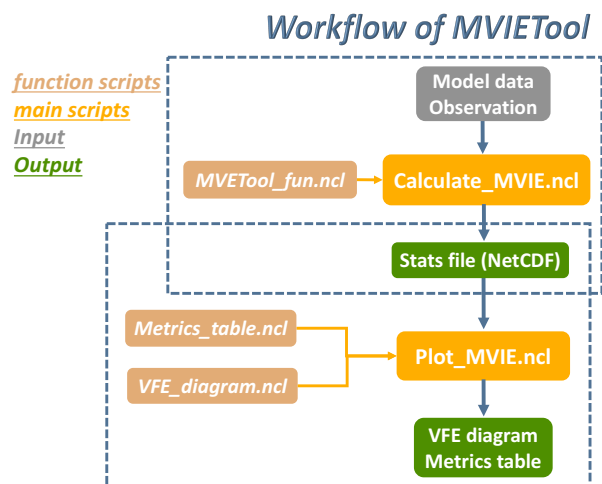 Workflow of MVIETool
function scripts
main scripts
Input
Output
Model data
Observation
MVETool_fun.ncl
Calculate_MVIE.ncl
Stats file (NetCDF)
Metrics_table.ncl
VFE_diagram.ncl
Plot_MVIE.ncl
VFE diagram
Metrics table